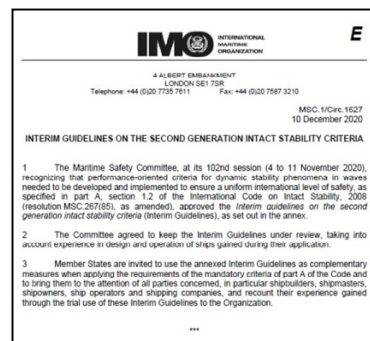 E
IMO
INTERNATIONAL
MARITIME
ORGANIZATION
4 ALBERT EMBANKMENT
LONDON SE1 7SR
Telephone: +44 (0)20 7735 7611 Fax: +44 (0)20 7587 3210
MSC.1/Circ.1627
10 December 2020
INTERIM GUIDELINES ON THE SECOND GENERATION INTACT STABILITY CRITERIA
1 The Maritime Safety Committee, at its 102nd session (4 to 11 November 2020),
recognizing that performance-oriented criteria for dynamic stability phenomena in waves
needed to be developed and implemented to ensure a uniform international level of safety, as
specified in part A, section 1.2 of the International Code on Intact Stability, 2008
(resolution MSC.267(85), as amended), approved the Interim guidelines on the second
generation intact stability criteria (Interim Guidelines), as set out in the annex.
2 The Committee agreed to keep the Interim Guidelines under review, taking into
account experience in design and operation of ships gained during their application.
3 Member States are invited to use the annexed Interim Guidelines as complementary
measures when applying the requirements of the mandatory criteria of part A of the Code and
to bring them to the attention of all parties concerned, in particular shipbuilders, shipmasters,
shipowners, ship operators and shipping companies, and recount their experience gained
through the trial use of these Interim Guidelines to the Organization.
***